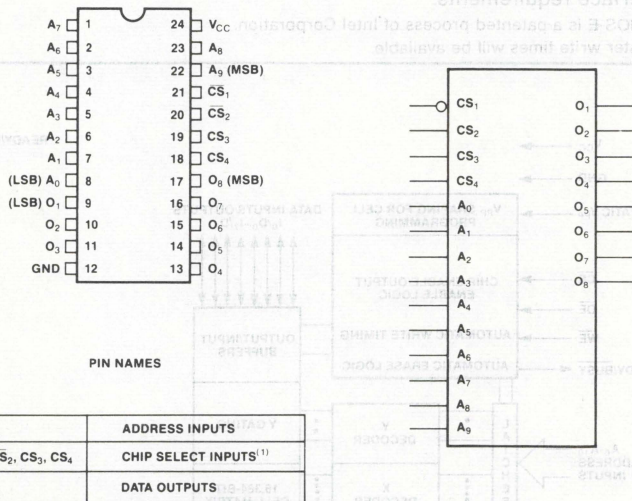 A₇ 1 24 V_CC
A₆ 2 23 A₈
A₅ 3 22 A₉ (MSB)
A₄ 4 21 C̅S̅₁
A₃ 5 20 C̅S̅₂
A₂ 6 19 CS₃
A₁ 7 18 CS₄
(LSB) A₀ 8 17 O₈ (MSB)
(LSB) O₁ 9 16 O₇
O₂ 10 15 O₆
O₃ 11 14 O₅
GND 12 13 O₄
CS₁ O₁
CS₂ O₂
CS₃ O₃
CS₄ O₄
A₀ O₅
A₁ O₆
A₂ O₇
A₃ O₈
A₄
A₅
A₆
A₇
A₈
A₉
PIN NAMES
ADDRESS INPUTS
S̅₂, CS₃, CS₄ CHIP SELECT INPUTS⁽¹⁾
DATA OUTPUTS